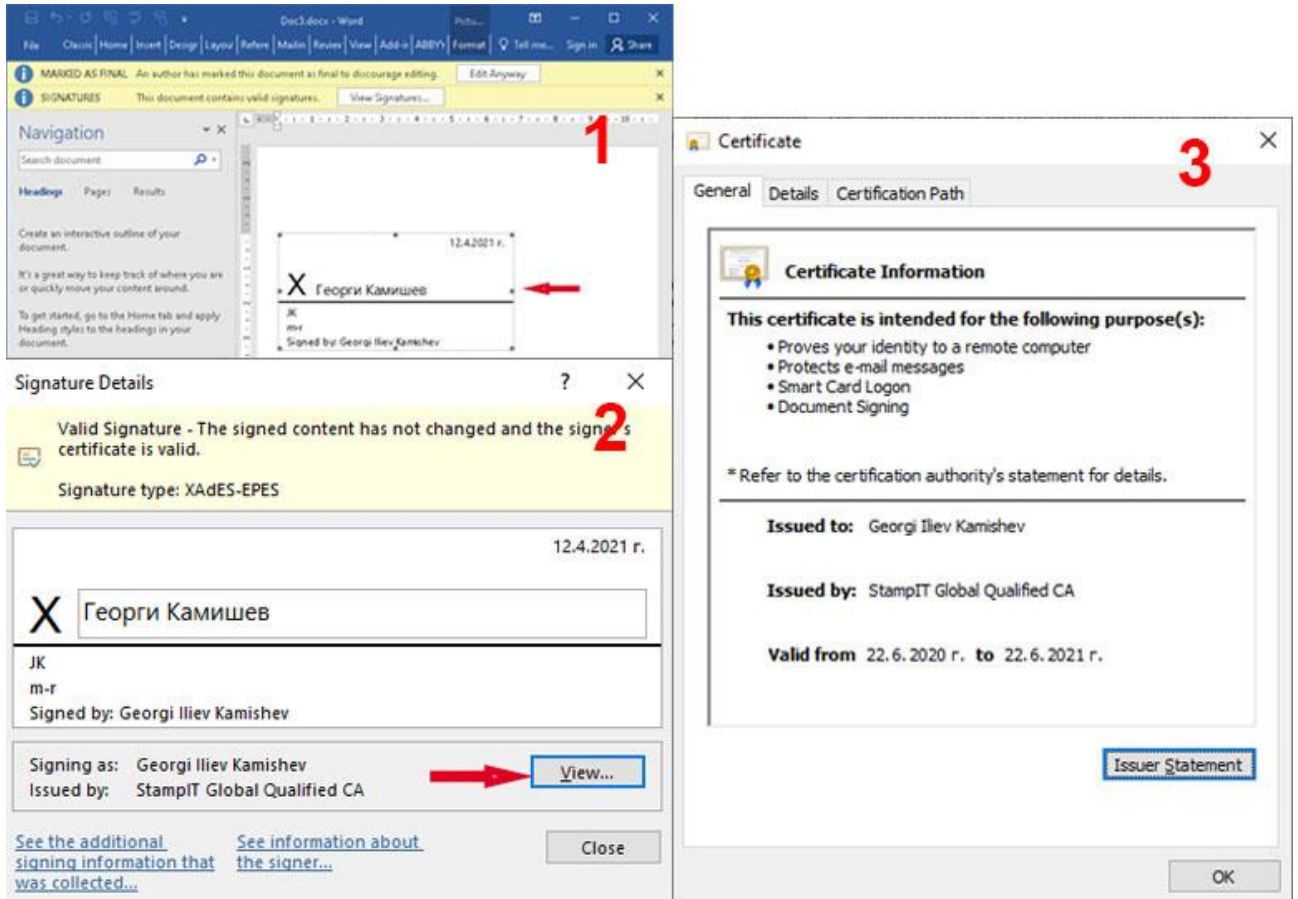 Doc3.docx - Word
Pictu...
File Classic Home Insert Design Layou Refere Mailin Review View Add-i ABBYY Format Tell me... Sign in Share
MARKED AS FINAL An author has marked this document as final to discourage editing. Edit Anyway
SIGNATURES This document contains valid signatures. View Signatures...
1
Navigation
Search document
Headings Pages Results
Create an interactive outline of your
document.
It's a great way to keep track of where you are
or quickly move your content around.
To get started, go to the Home tab and apply
Heading styles to the headings in your
document.
12.4.2021 г.
X Георги Камишев
JK
m-r
Signed by: Georgi Iliev Kamishev
Signature Details
2
Valid Signature - The signed content has not changed and the signer's
certificate is valid.
Signature type: XAdES-EPES
12.4.2021 г.
X Георги Камишев
JK
m-r
Signed by: Georgi Iliev Kamishev
Signing as: Georgi Iliev Kamishev
Issued by: StampIT Global Qualified CA
View...
See the additional
signing information that
was collected...
See information about
the signer...
Close
Certificate
3
General Details Certification Path
Certificate Information
This certificate is intended for the following purpose(s):
• Proves your identity to a remote computer
• Protects e-mail messages
• Smart Card Logon
• Document Signing
* Refer to the certification authority's statement for details.
Issued to: Georgi Iliev Kamishev
Issued by: StampIT Global Qualified CA
Valid from 22.6.2020 г. to 22.6.2021 г.
Issuer Statement
OK